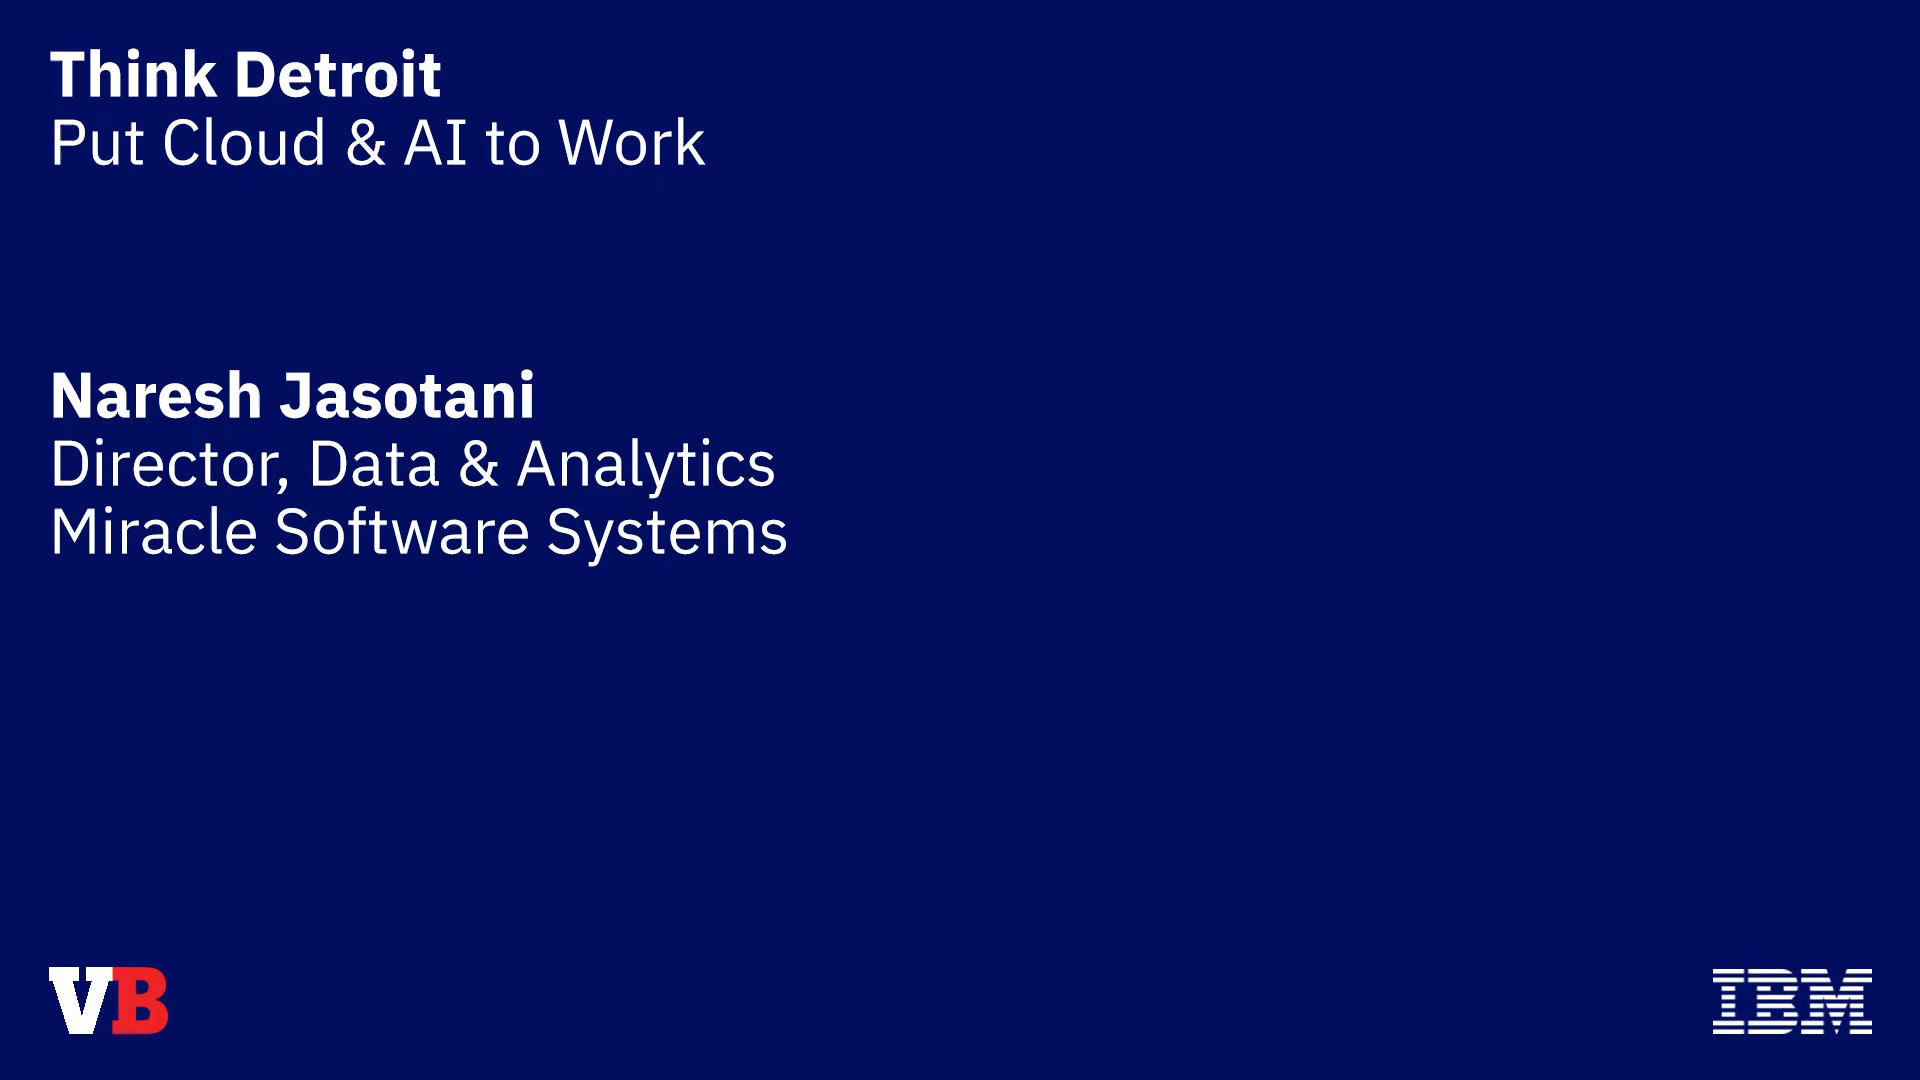 Think Detroit
Put Cloud & AI to Work
Naresh Jasotani
Director, Data & Analytics
Miracle Software Systems
VB
IBM